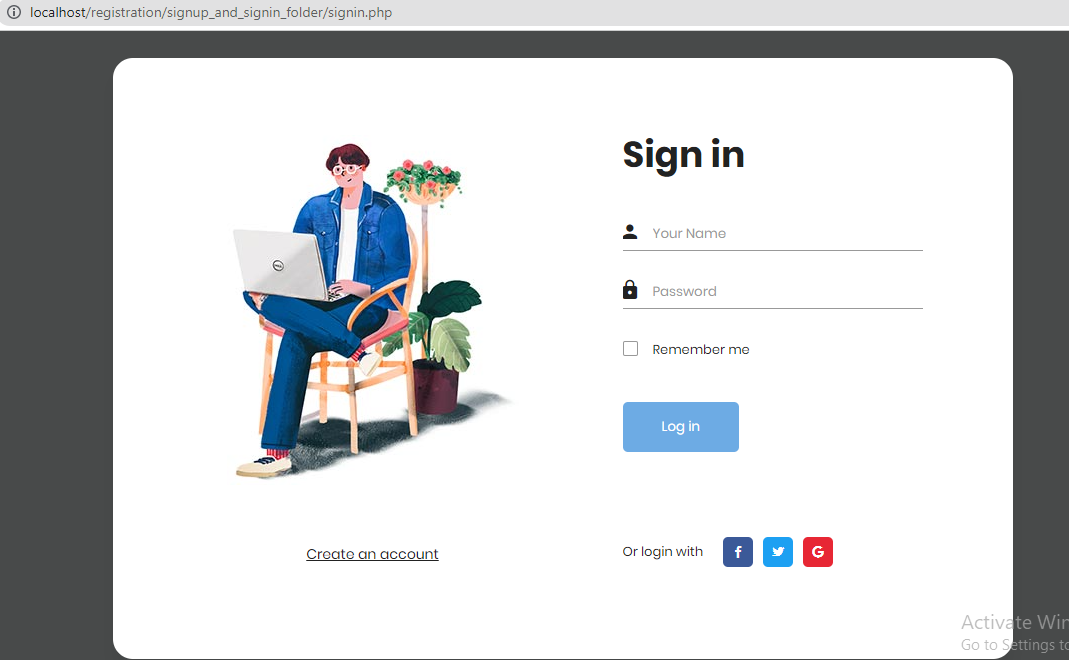 localhost/registration/signup_and_signin_folder/signin.php
Sign in
Your Name
Password
Remember me
Log in
Create an account
Or login with
f
G
Activate Win
Go to Settings to